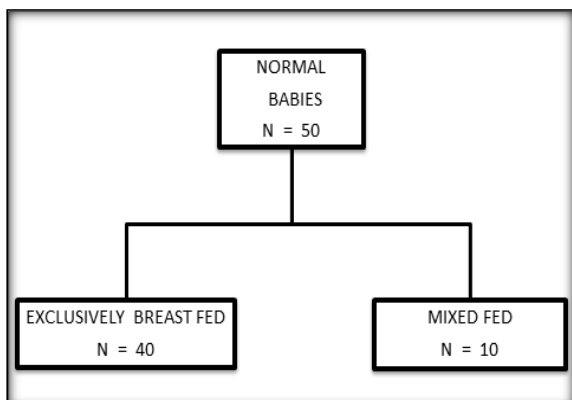 NORMAL
BABIES
N = 50
EXCLUSIVELY BREAST FED
N = 40
MIXED FED
N = 10